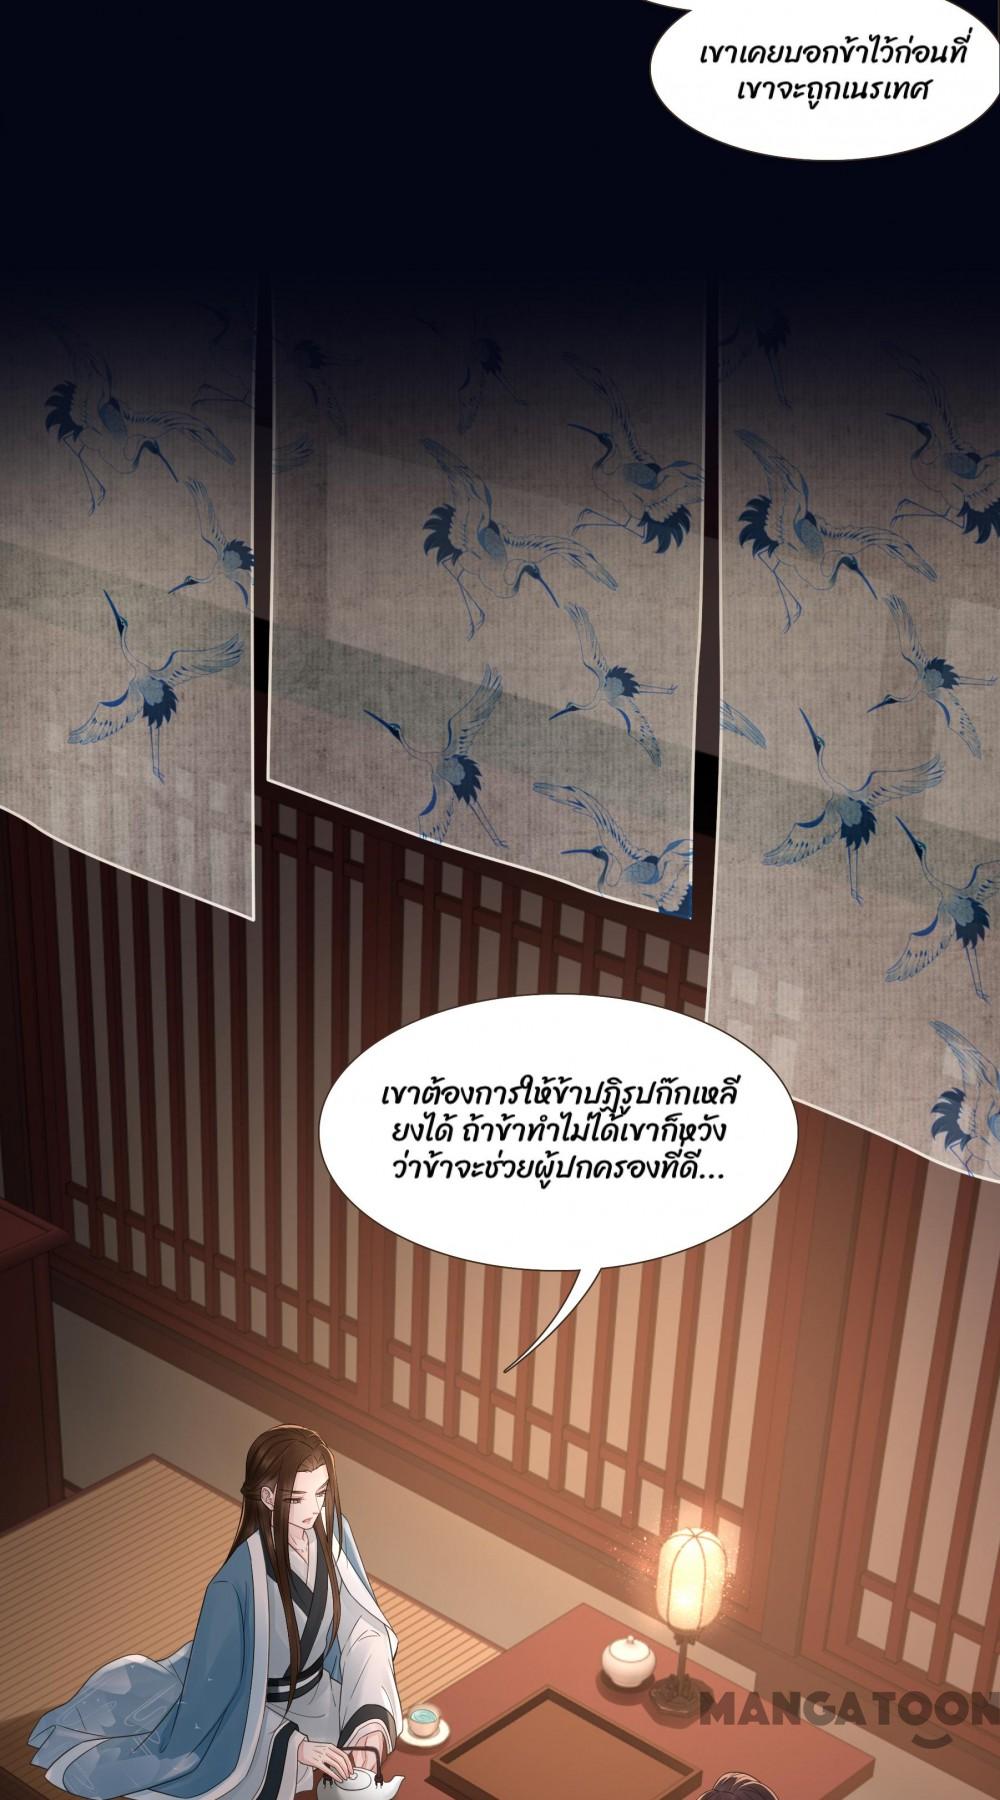 เขาเคยบอกข้าไว้ก่อนที่
เขาจะถูกเนรเทศ
เขาต้องการให้ข้าปฏิรูปก๊กเหลี
ยงได้ ถ้าข้าทำไม่ได้เขาก็หวัง
ว่าข้าจะช่วยผู้ปกครองที่ดี...
MANGATOON